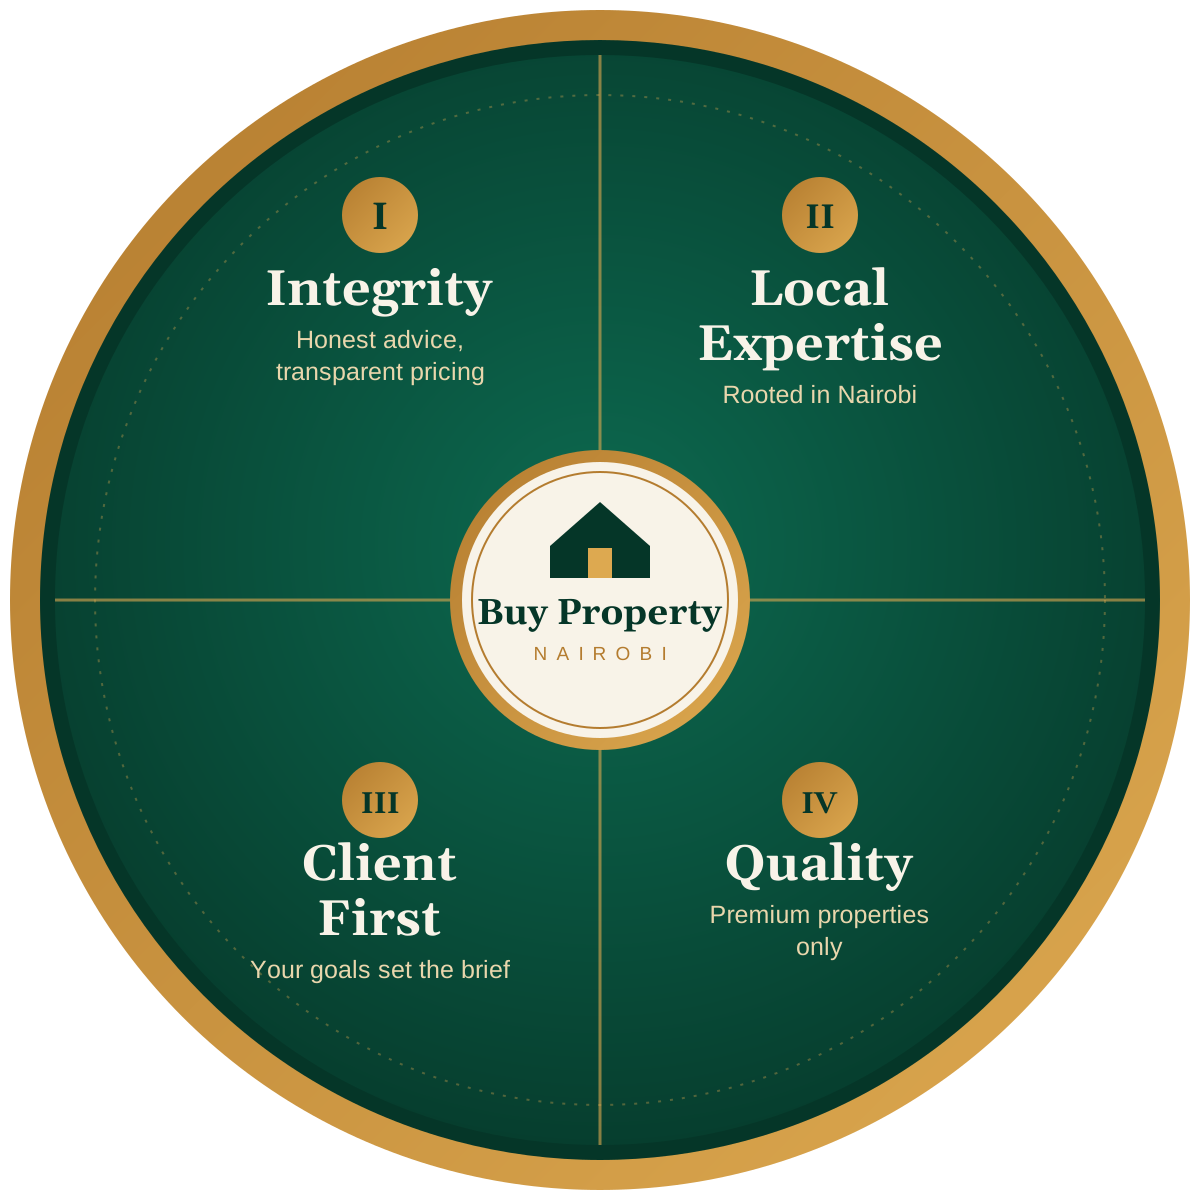 I
Integrity
Honest advice,
transparent pricing
II
Local
Expertise
Rooted in Nairobi
Buy Property
NAIROBI
III
Client
First
Your goals set the brief
IV
Quality
Premium properties
only